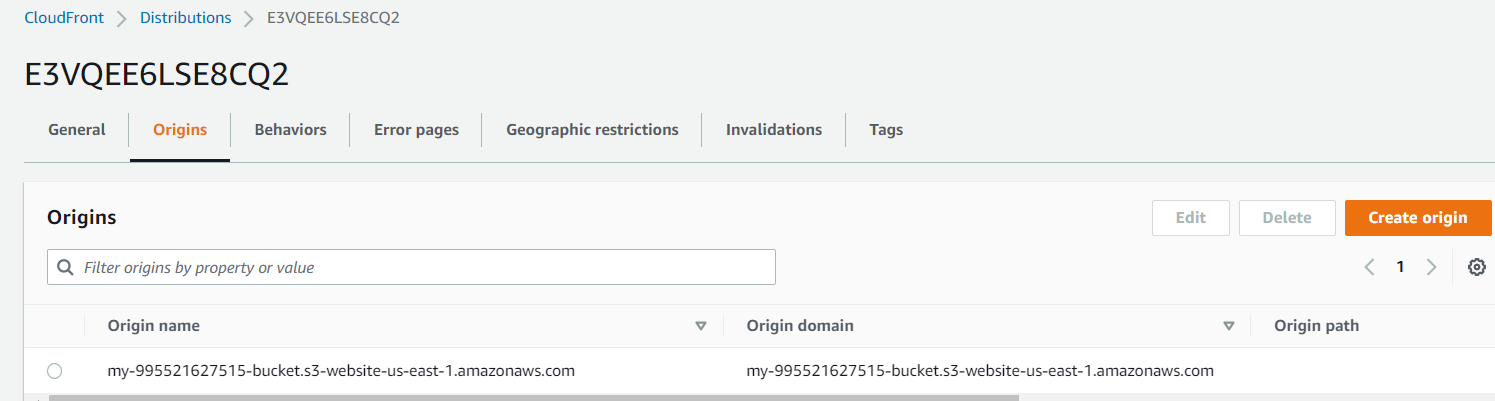 CloudFront Distributions E3VQEE6LSE8CQ2
E3VQEE6LSE8CQ2
General Origins Behaviors Error pages Geographic restrictions Invalidations Tags
Origins Edit Delete Create origin
Filter origins by property or value 1
Origin name Origin domain Origin path
my-995521627515-bucket.s3-website-us-east-1.amazonaws.com my-995521627515-bucket.s3-website-us-east-1.amazonaws.com